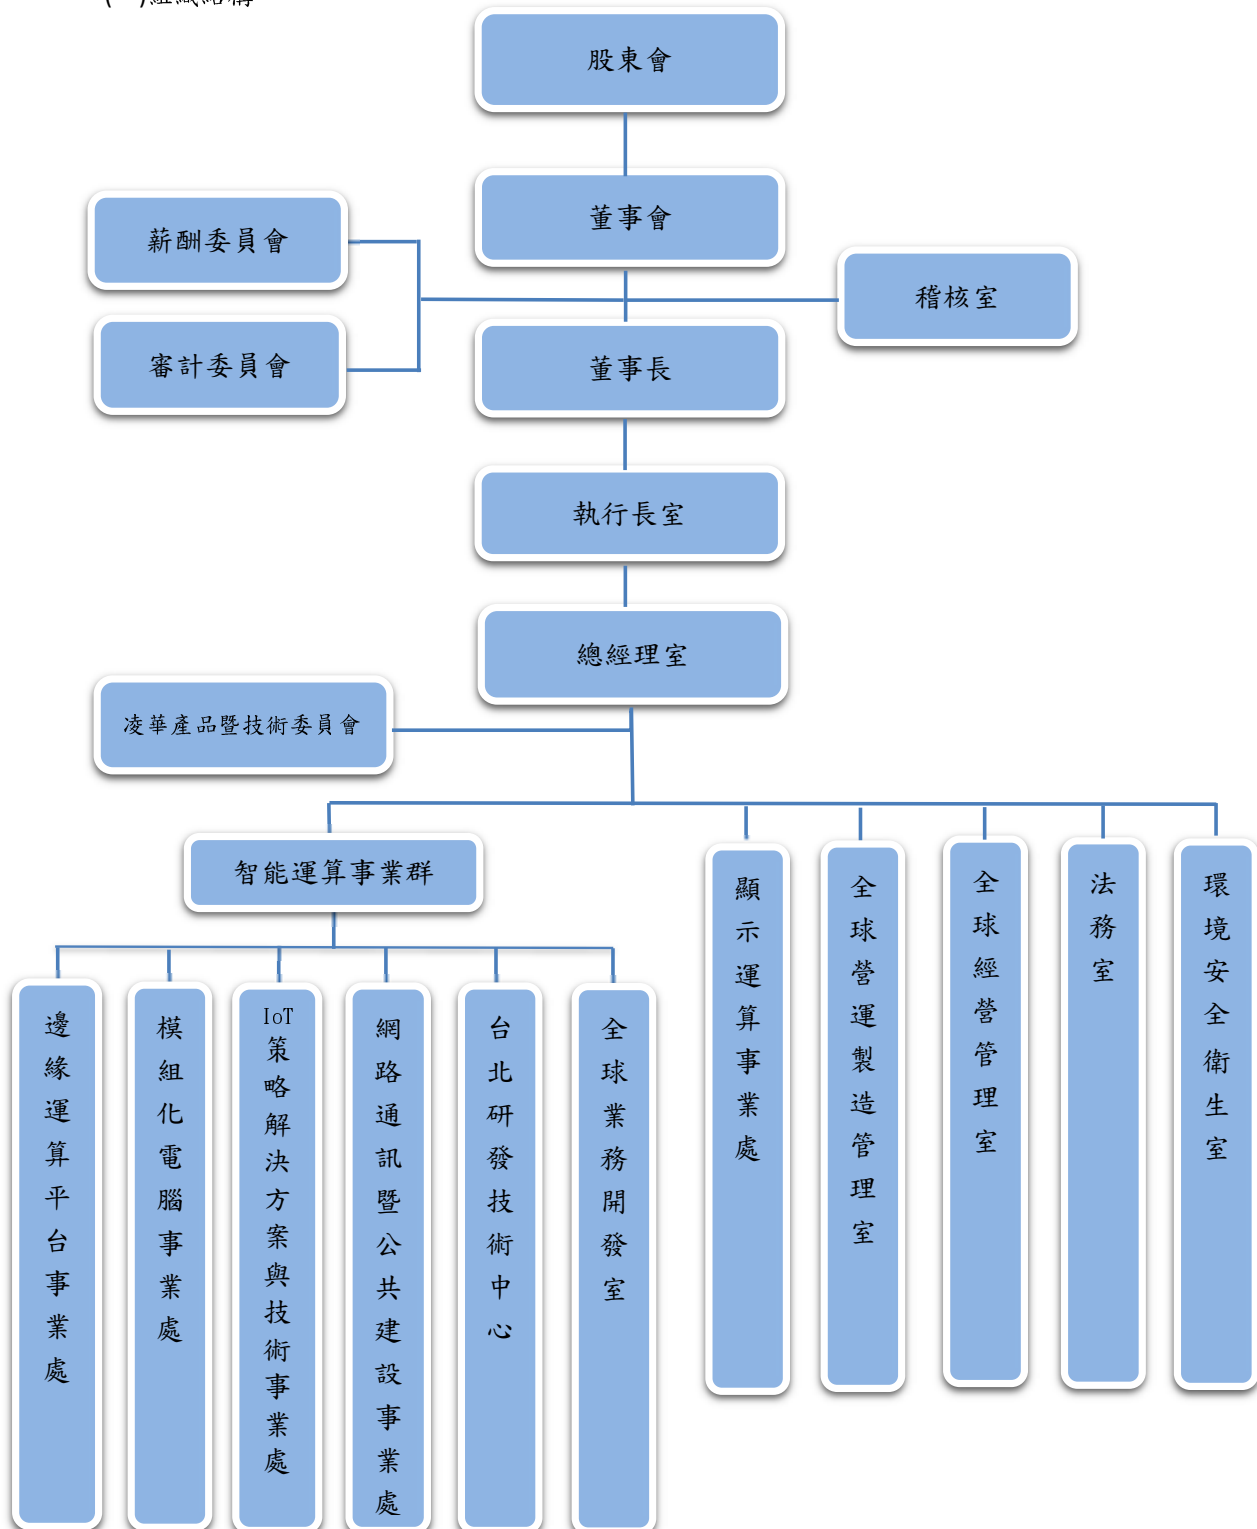 組織結構
股東會
董事會
薪酬委員會
稽核室
審計委員會
董事長
執行長室
總經理室
凌華產品暨技術委員會
智能運算事業群
顯示運算事業處
全球營運製造管理室
全球經營管理室
法務室
環境安全衛生室
邊緣運算平台事業處
模組化電腦事業處
IoT策略解決方案與技術事業處
網路通訊暨公共建設事業處
台北研發技術中心
全球業務開發室